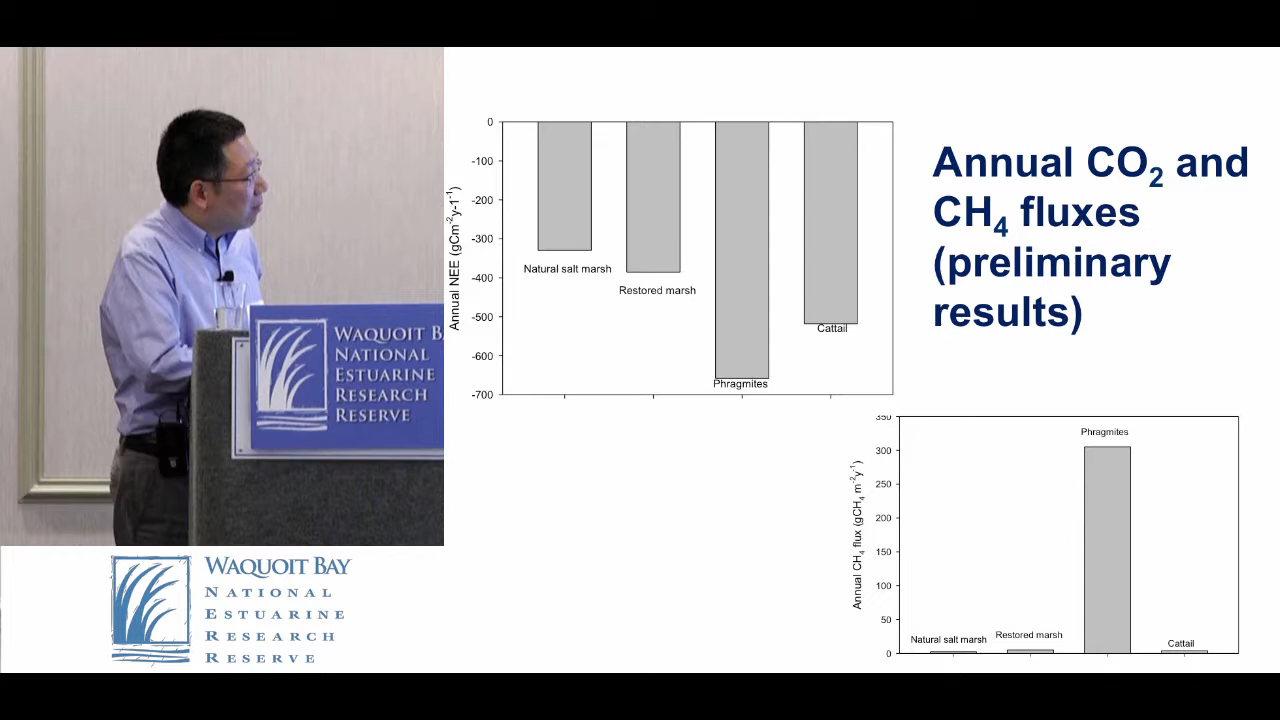 WAQUOIT BA
NATIONAL
ESTUARINE
RESEARCH
RESERVE
WAQUOIT BAY
NATIONAL
ESTUARINE
RESEARCH
RESERVE
Annual NEE (gCm-2y-1-1)
0
-100
-200
-300
-400
-500
-600
-700
Natural salt marsh
Restored marsh
Phragmites
Cattail
Annual CO2 and
CH4 fluxes
(preliminary
results)
Annual CH4 flux (gCH4 m-2y-1)
350
300
250
200
150
100
50
0
Natural salt marsh
Restored marsh
Phragmites
Cattail